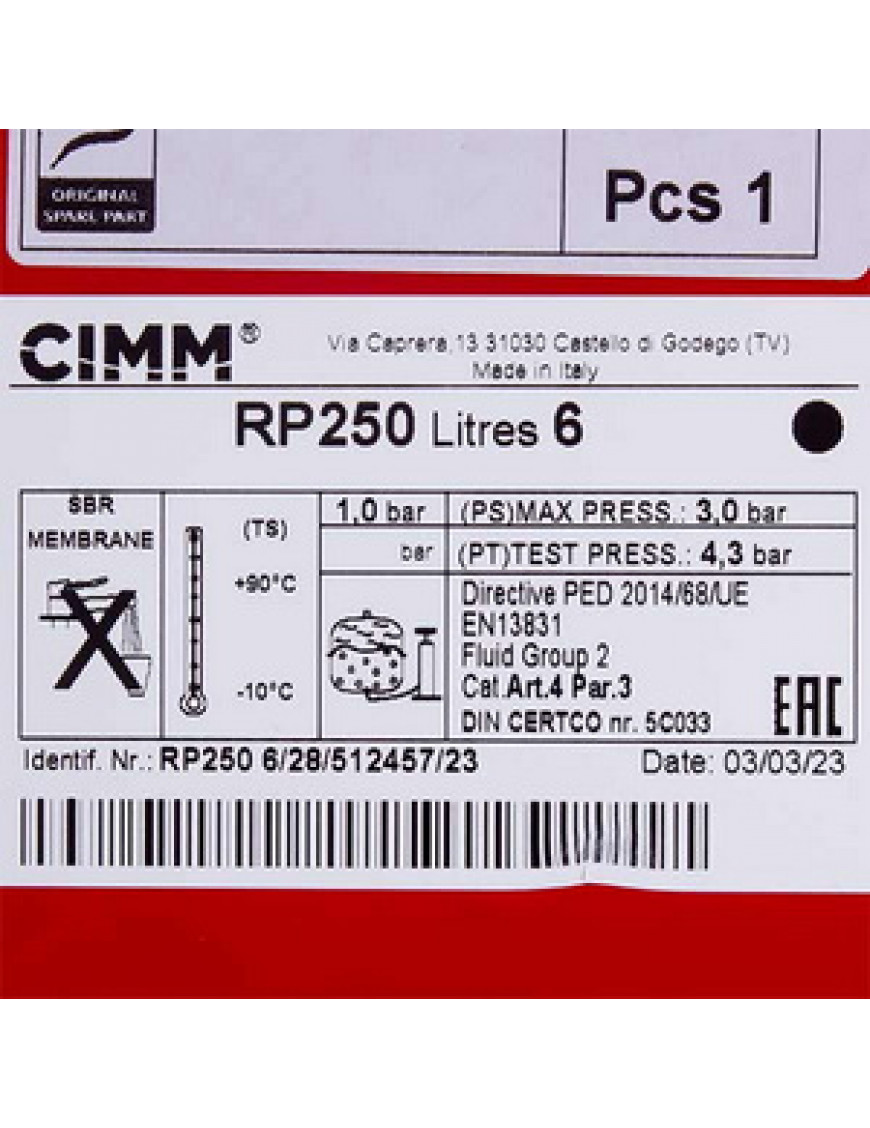 ORIGINAL
SPARE PART
Pcs 1
CIMM®
Via Caprera,13 31030 Castello di Godego (TV)
Made in Italy
RP250 Litres 6
SBR
MEMBRANE
(TS)
+90°C
-10°C
1,0 bar
bar
(PS)MAX PRESS.: 3,0 bar
(PT)TEST PRESS.: 4,3 bar
Directive PED 2014/68/UE
EN13831
Fluid Group 2
Cat.Art.4 Par.3
DIN CERTCO nr. 5C033
EAC
Identif. Nr.: RP250 6/28/512457/23
Date: 03/03/23